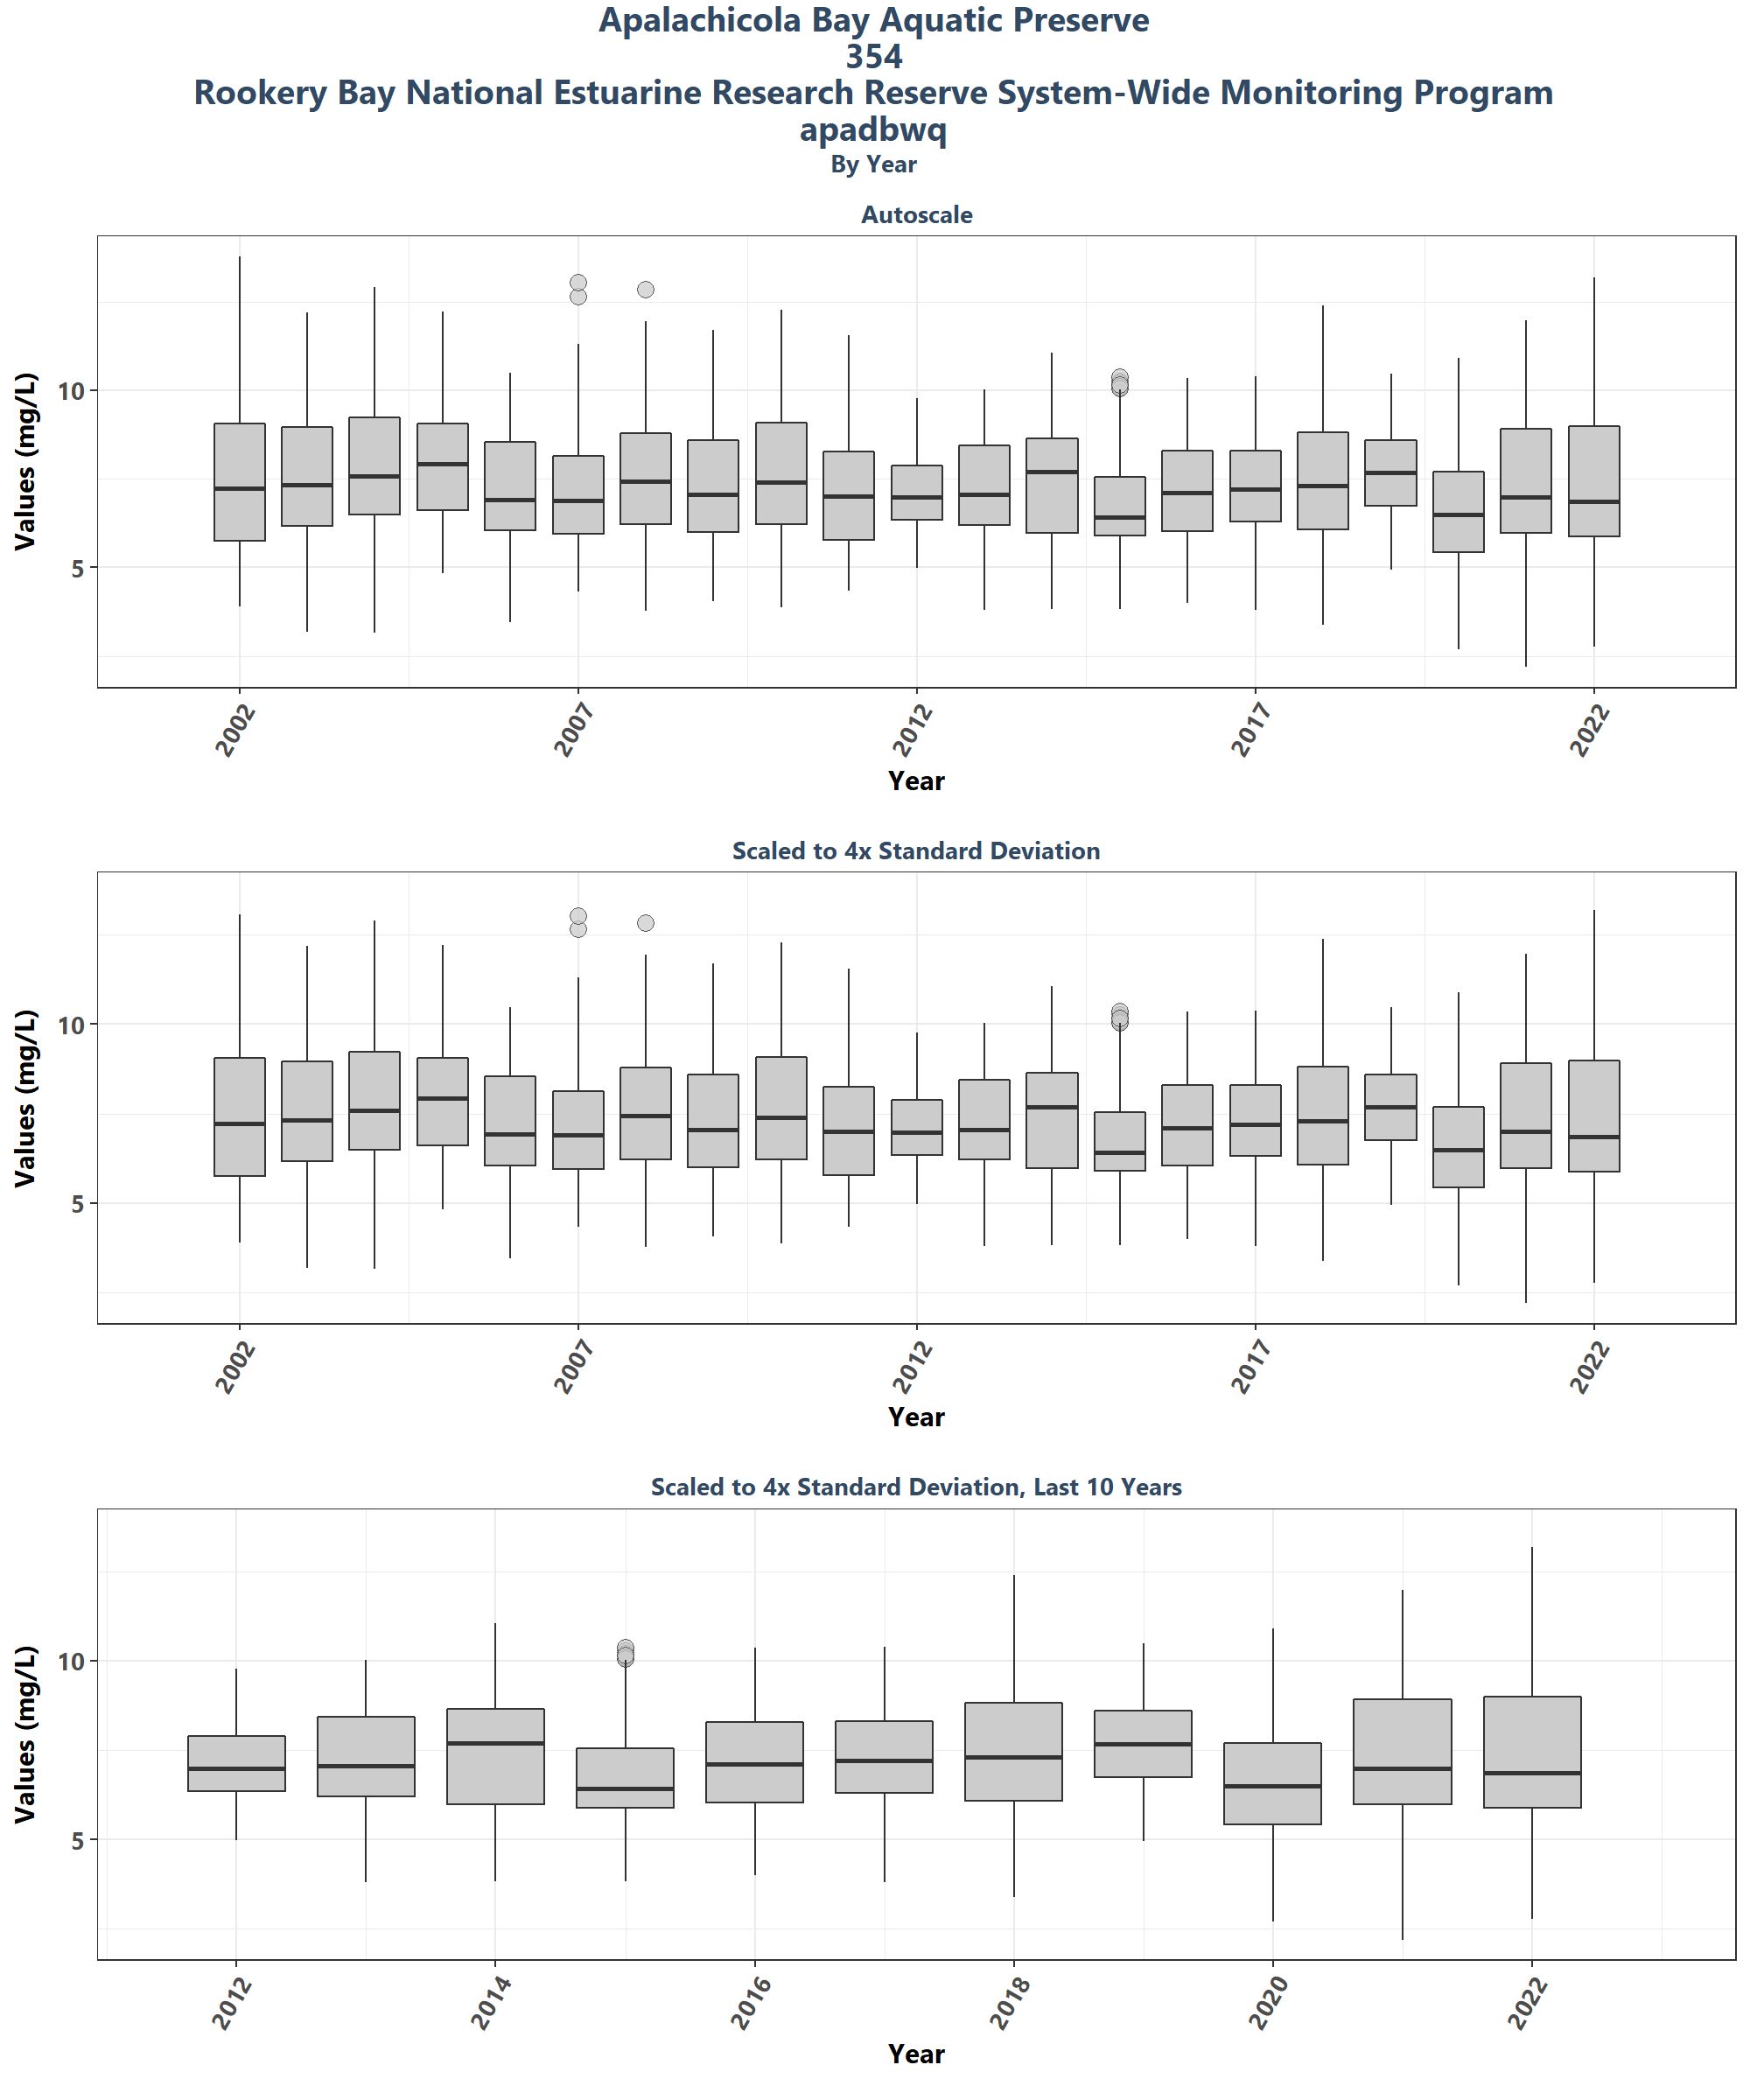 Apalachicola Bay Aquatic Preserve
354
Rookery Bay National Estuarine Research Reserve System-Wide Monitoring Program
apadbwq
By Year
Autoscale
Values (mg/L)
10
5
2002 2007 2012 2017 2022
Year
Scaled to 4x Standard Deviation
Values (mg/L)
10
5
2002 2007 2012 2017 2022
Year
Scaled to 4x Standard Deviation, Last 10 Years
Values (mg/L)
10
5
2012 2014 2016 2018 2020 2022
Year